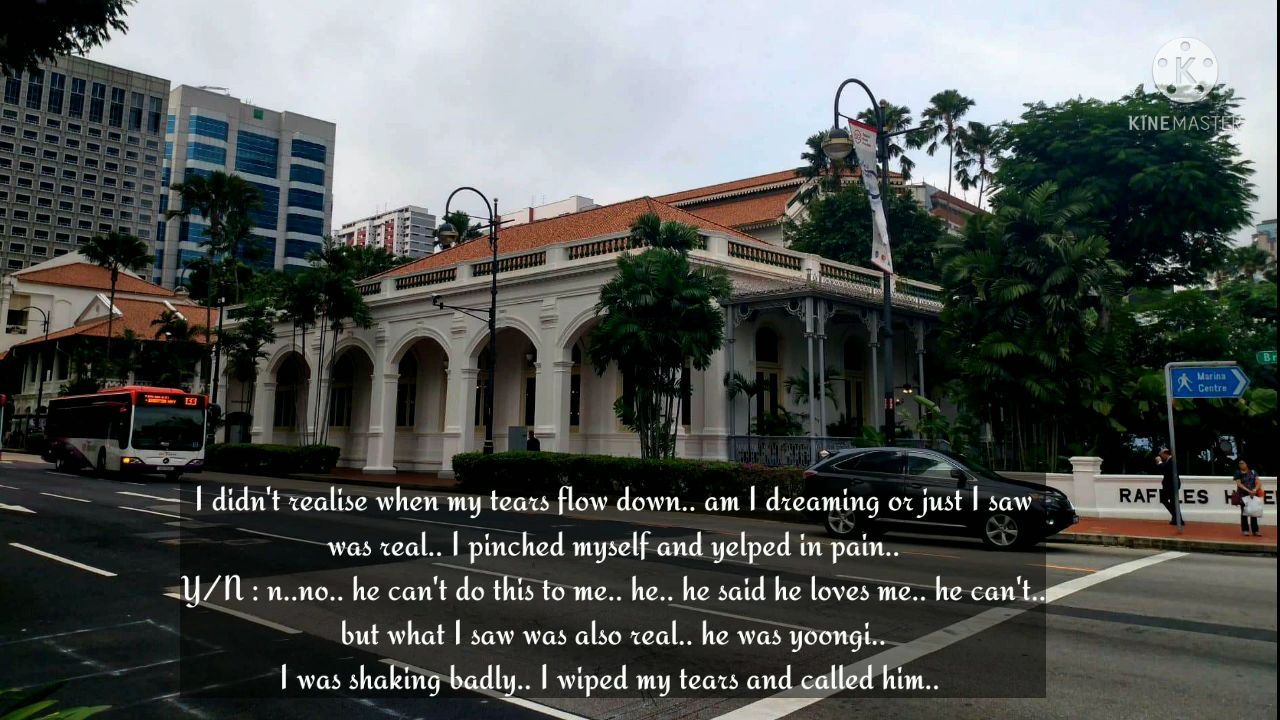 K
KINEMASTER
Marina
Centre
RAFFLES H
I didn't realise when my tears flow down.. am I dreaming or just I saw
was real.. I pinched myself and yelped in pain..
Y/N : n..no.. he can't do this to me.. he.. he said he loves me.. he can't..
but what I saw was also real.. he was yoongi..
I was shaking badly.. I wiped my tears and called him..